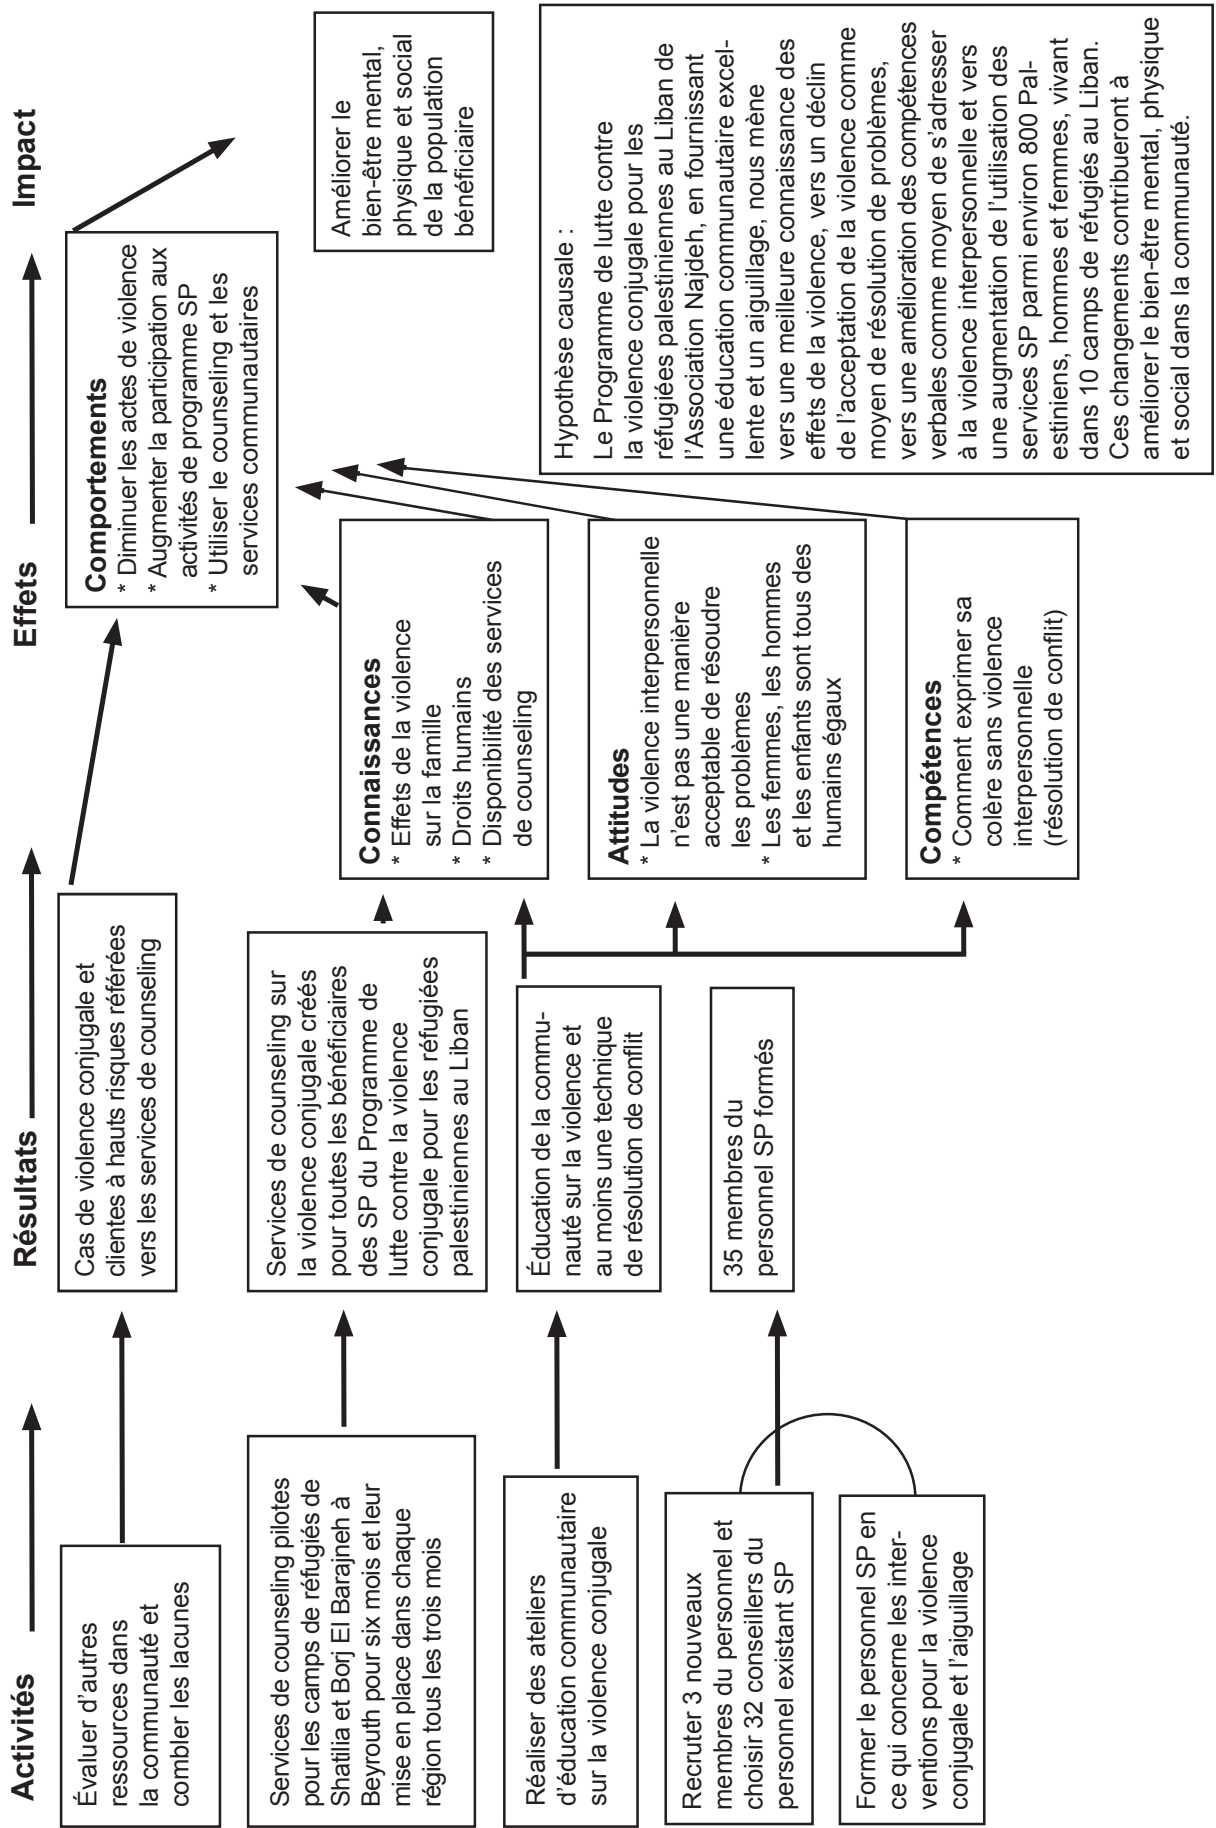 Activités
Résultats
Effets
Impact
Évaluer d'autres
ressources dans
la communauté et
combler les lacunes
Services de counseling pilotes
pour les camps de réfugiés de
Shatilia et Borj El Barajneh à
Beyrouth pour six mois et leur
mise en place dans chaque
région tous les trois mois
Réaliser des ateliers
d'éducation communautaire
sur la violence conjugale
Recruter 3 nouveaux
membres du personnel et
choisir 32 conseillers du
personnel existant SP
Former le personnel SP en
ce qui concerne les inter-
ventions pour la violence
conjugale et l'aiguillage
Cas de violence conjugale et
clientes à hauts risques référées
vers les services de counseling
Services de counseling sur
la violence conjugale créés
pour toutes les bénéficiaires
des SP du Programme de
lutte contre la violence
conjugale pour les réfugiées
palestiniennes au Liban
Éducation de la commu-
nauté sur la violence et
au moins une technique
de résolution de conflit
35 membres du
personnel SP formés
Comportements
* Diminuer les actes de violence
* Augmenter la participation aux
activités de programme SP
* Utiliser le counseling et les
services communautaires
Connaissances
* Effets de la violence
sur la famille
* Droits humains
* Disponibilité des services
de counseling
Attitudes
* La violence interpersonnelle
n'est pas une manière
acceptable de résoudre
les problèmes
* Les femmes, les hommes
et les enfants sont tous des
humains égaux
Compétences
* Comment exprimer sa
colère sans violence
interpersonnelle
(résolution de conflit)
Améliorer le
bien-être mental,
physique et social
de la population
bénéficiaire
Hypothèse causale :
Le Programme de lutte contre
la violence conjugale pour les
réfugiées palestiniennes au Liban de
l'Association Najdeh, en fournissant
une éducation communautaire excel-
lente et un aiguillage, nous mène
vers une meilleure connaissance des
effets de la violence, vers un déclin
de l'acceptation de la violence comme
moyen de résolution de problèmes,
vers une amélioration des compétences
verbales comme moyen de s'adresser
à la violence interpersonnelle et vers
une augmentation de l'utilisation des
services SP parmi environ 800 Pal-
estiniens, hommes et femmes, vivant
dans 10 camps de réfugiés au Liban.
Ces changements contribueront à
améliorer le bien-être mental, physique
et social dans la communauté.